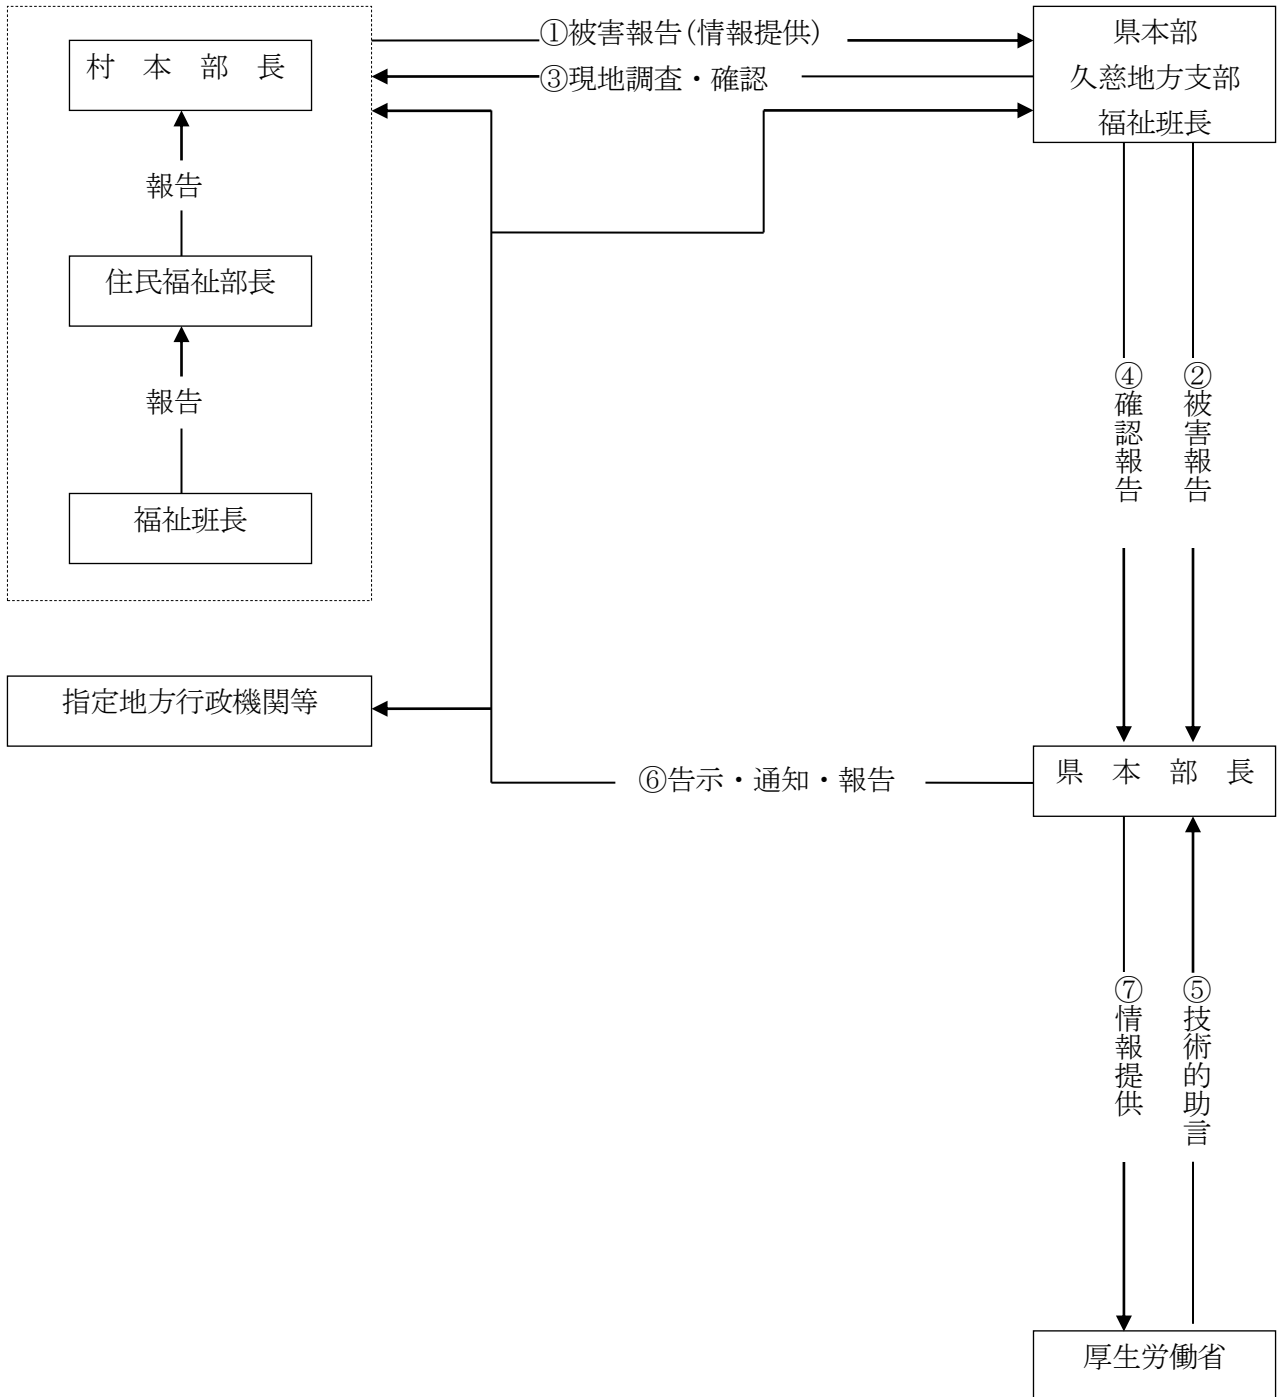 ①被害報告(情報提供)
県本部
久慈地方支部
福祉班長
村　本　部　長
③現地調査・確認
報告
住民福祉部長
報告
福祉班長
④確認報告
②被害報告
指定地方行政機関等
⑥告示・通知・報告
県　本　部　長
⑦情報提供
⑤技術的助言
厚生労働省